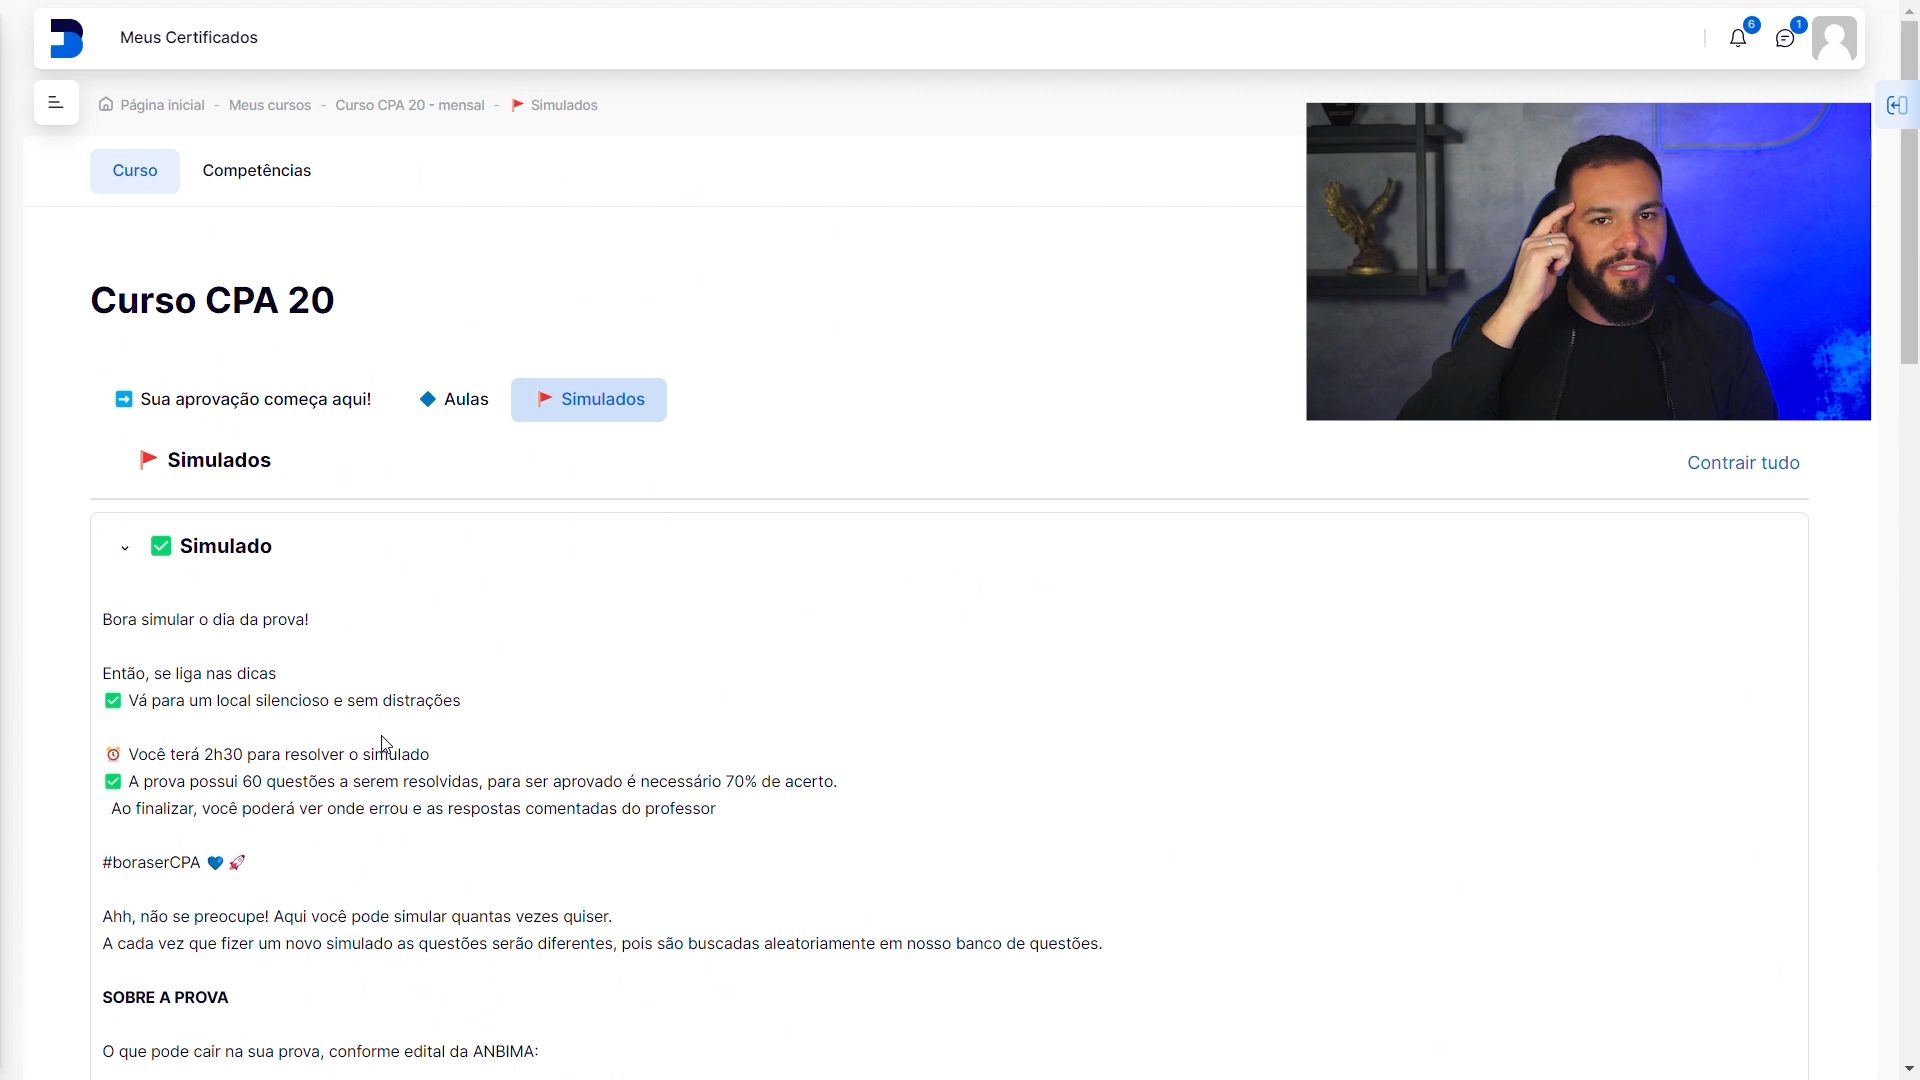 Meus Certificados
6
1
Página inicial - Meus cursos - Curso CPA 20 - mensal - 🚩 Simulados
Curso
Competências
Curso CPA 20
➡️ Sua aprovação começa aqui!
🔷 Aulas
🚩 Simulados
🚩 Simulados
Contrair tudo
✅ Simulado
Bora simular o dia da prova!
Então, se liga nas dicas
✅ Vá para um local silencioso e sem distrações
⏰ Você terá 2h30 para resolver o simulado
✅ A prova possui 60 questões a serem resolvidas, para ser aprovado é necessário 70% de acerto.
Ao finalizar, você poderá ver onde errou e as respostas comentadas do professor
#boraserCPA 💙 🚀
Ahh, não se preocupe! Aqui você pode simular quantas vezes quiser.
A cada vez que fizer um novo simulado as questões serão diferentes, pois são buscadas aleatoriamente em nosso banco de questões.
SOBRE A PROVA
O que pode cair na sua prova, conforme edital da ANBIMA: